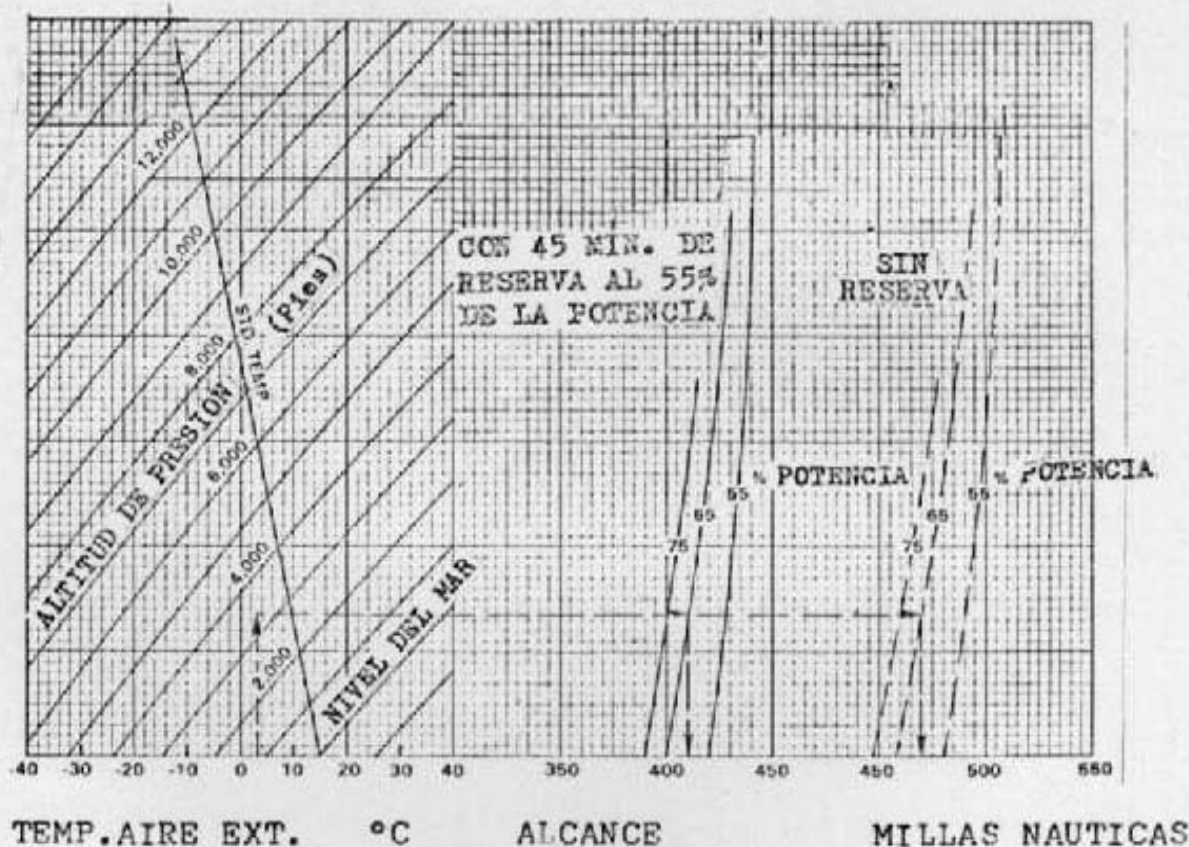 12.000
10.000
8.000
6.000
4.000
2.000
STD. TEMP
ALTITUD DE PRESION (Pies)
NIVEL DEL MAR
CON 45 MIN. DE
RESERVA AL 55%
DE LA POTENCIA
SIN
RESERVA
55 % POTENCIA
65
75
55 % POTENCIA
65
75
-40 -30 -20 -10 0 10 20 30 40 350 400 450 450 500 550
TEMP.AIRE EXT. ºC ALCANCE MILLAS NAUTICAS